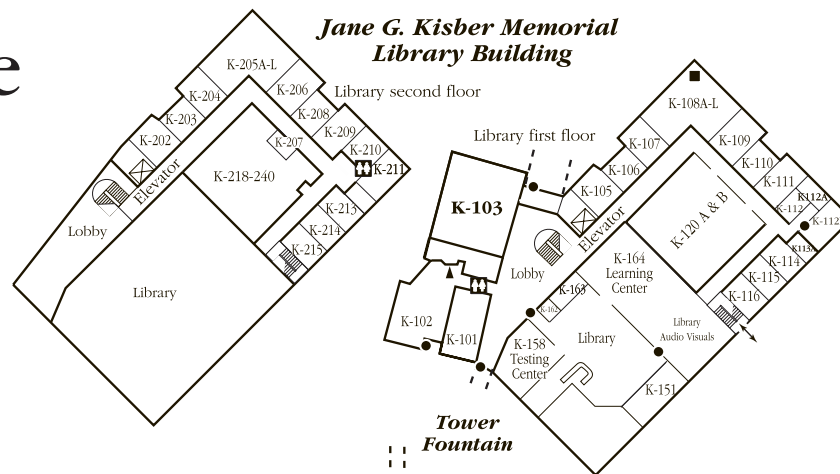 e
Jane G. Kisber Memorial
Library Building
Library second floor
K-205A-L
K-204
K-206
K-203
K-208
K-202
K-209
K-207
K-210
K-211
K-218-240
Elevator
K-213
K-214
K-215
Lobby
Library
Library first floor
K-108A-L
K-107
K-109
K-106
K-110
K-105
K-111
K112A
K-112
K-112
K-103
K-120 A & B
Elevator
K113A
K-114
K-115
K-116
K-164
Learning
Center
Lobby
K-163
K-162
K-102
K-101
K-158
Testing
Center
Library
Library
Audio Visuals
K-151
Tower
Fountain